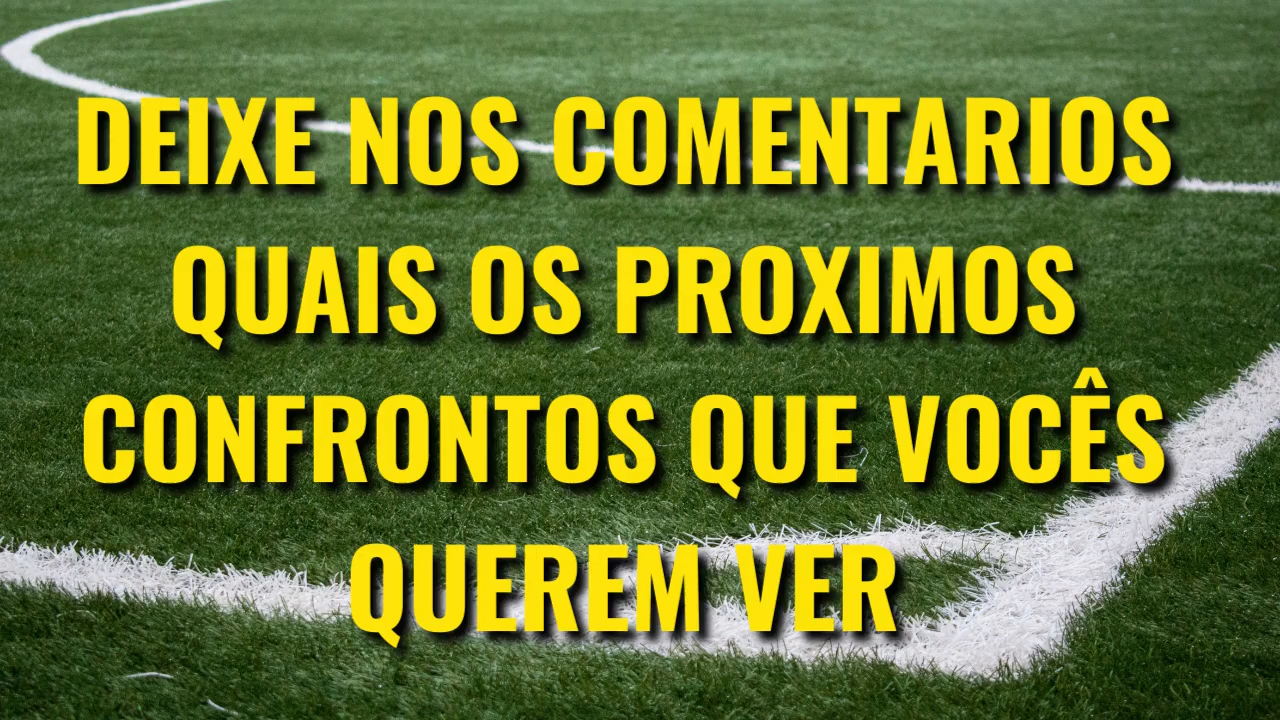 DEIXE NOS COMENTARIOS
QUAIS OS PROXIMOS
CONFRONTOS QUE VOCÊS
QUEREM VER